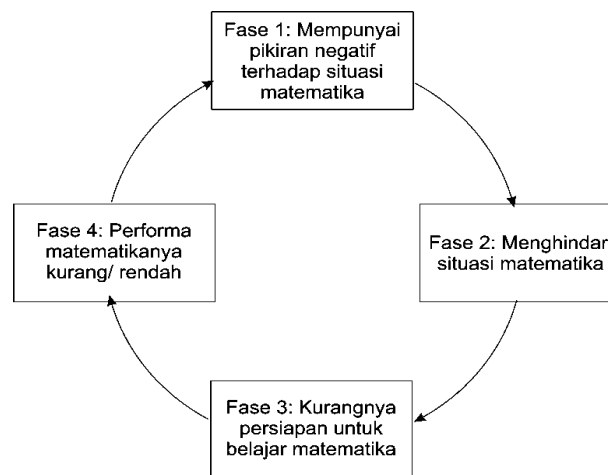 Fase 1: Mempunyai
pikiran negatif
terhadap situasi
matematika
Fase 2: Menghindar
situasi matematika
Fase 3: Kurangnya
persiapan untuk
belajar matematika
Fase 4: Performa
matematikanya
kurang/ rendah